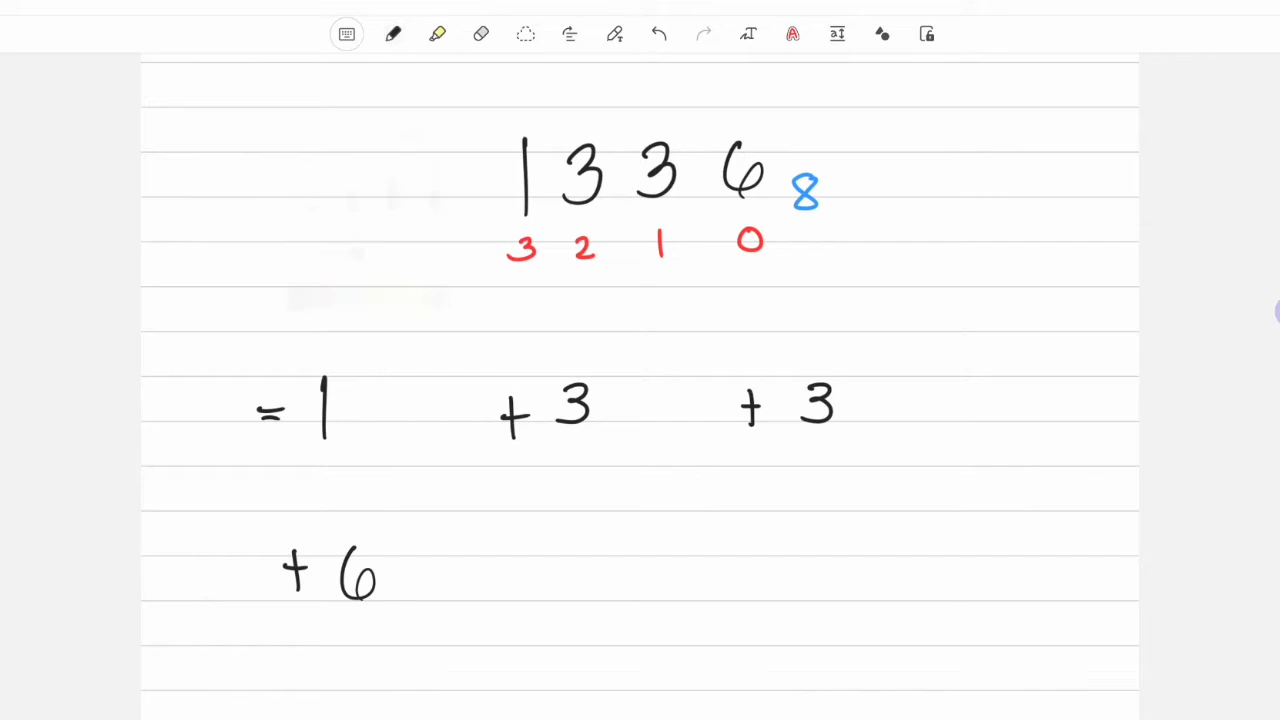 1 3 3 6 8
3 2 1 0
= 1 + 3 + 3
+ 6